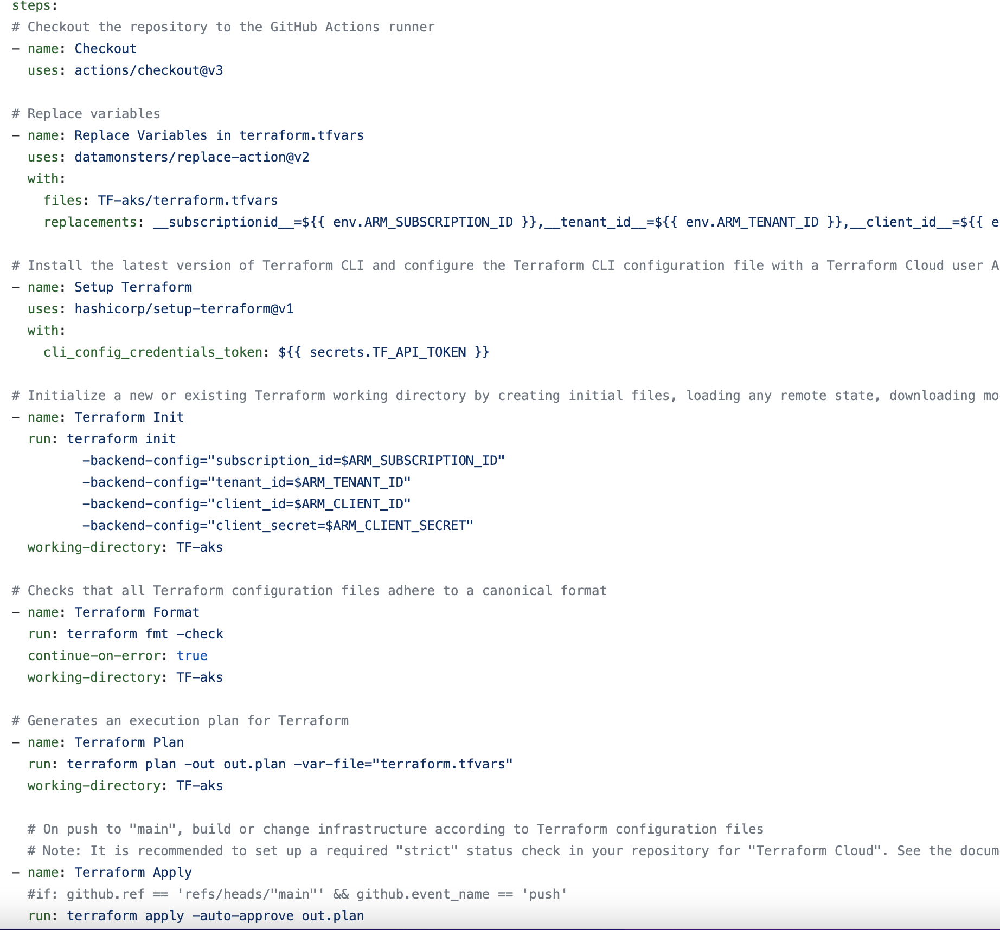 steps:
# Checkout the repository to the GitHub Actions runner
- name: Checkout
  uses: actions/checkout@v3

# Replace variables
- name: Replace Variables in terraform.tfvars
  uses: datamonsters/replace-action@v2
  with:
    files: TF-aks/terraform.tfvars
    replacements: __subscriptionid__=${{ env.ARM_SUBSCRIPTION_ID }},__tenant_id__=${{ env.ARM_TENANT_ID }},__client_id__=${{ e

# Install the latest version of Terraform CLI and configure the Terraform CLI configuration file with a Terraform Cloud user A
- name: Setup Terraform
  uses: hashicorp/setup-terraform@v1
  with:
    cli_config_credentials_token: ${{ secrets.TF_API_TOKEN }}

# Initialize a new or existing Terraform working directory by creating initial files, loading any remote state, downloading mo
- name: Terraform Init
  run: terraform init
         -backend-config="subscription_id=$ARM_SUBSCRIPTION_ID"
         -backend-config="tenant_id=$ARM_TENANT_ID"
         -backend-config="client_id=$ARM_CLIENT_ID"
         -backend-config="client_secret=$ARM_CLIENT_SECRET"
  working-directory: TF-aks

# Checks that all Terraform configuration files adhere to a canonical format
- name: Terraform Format
  run: terraform fmt -check
  continue-on-error: true
  working-directory: TF-aks

# Generates an execution plan for Terraform
- name: Terraform Plan
  run: terraform plan -out out.plan -var-file="terraform.tfvars"
  working-directory: TF-aks

  # On push to "main", build or change infrastructure according to Terraform configuration files
  # Note: It is recommended to set up a required "strict" status check in your repository for "Terraform Cloud". See the docum
- name: Terraform Apply
  #if: github.ref == 'refs/heads/"main"' && github.event_name == 'push'
  run: terraform apply -auto-approve out.plan